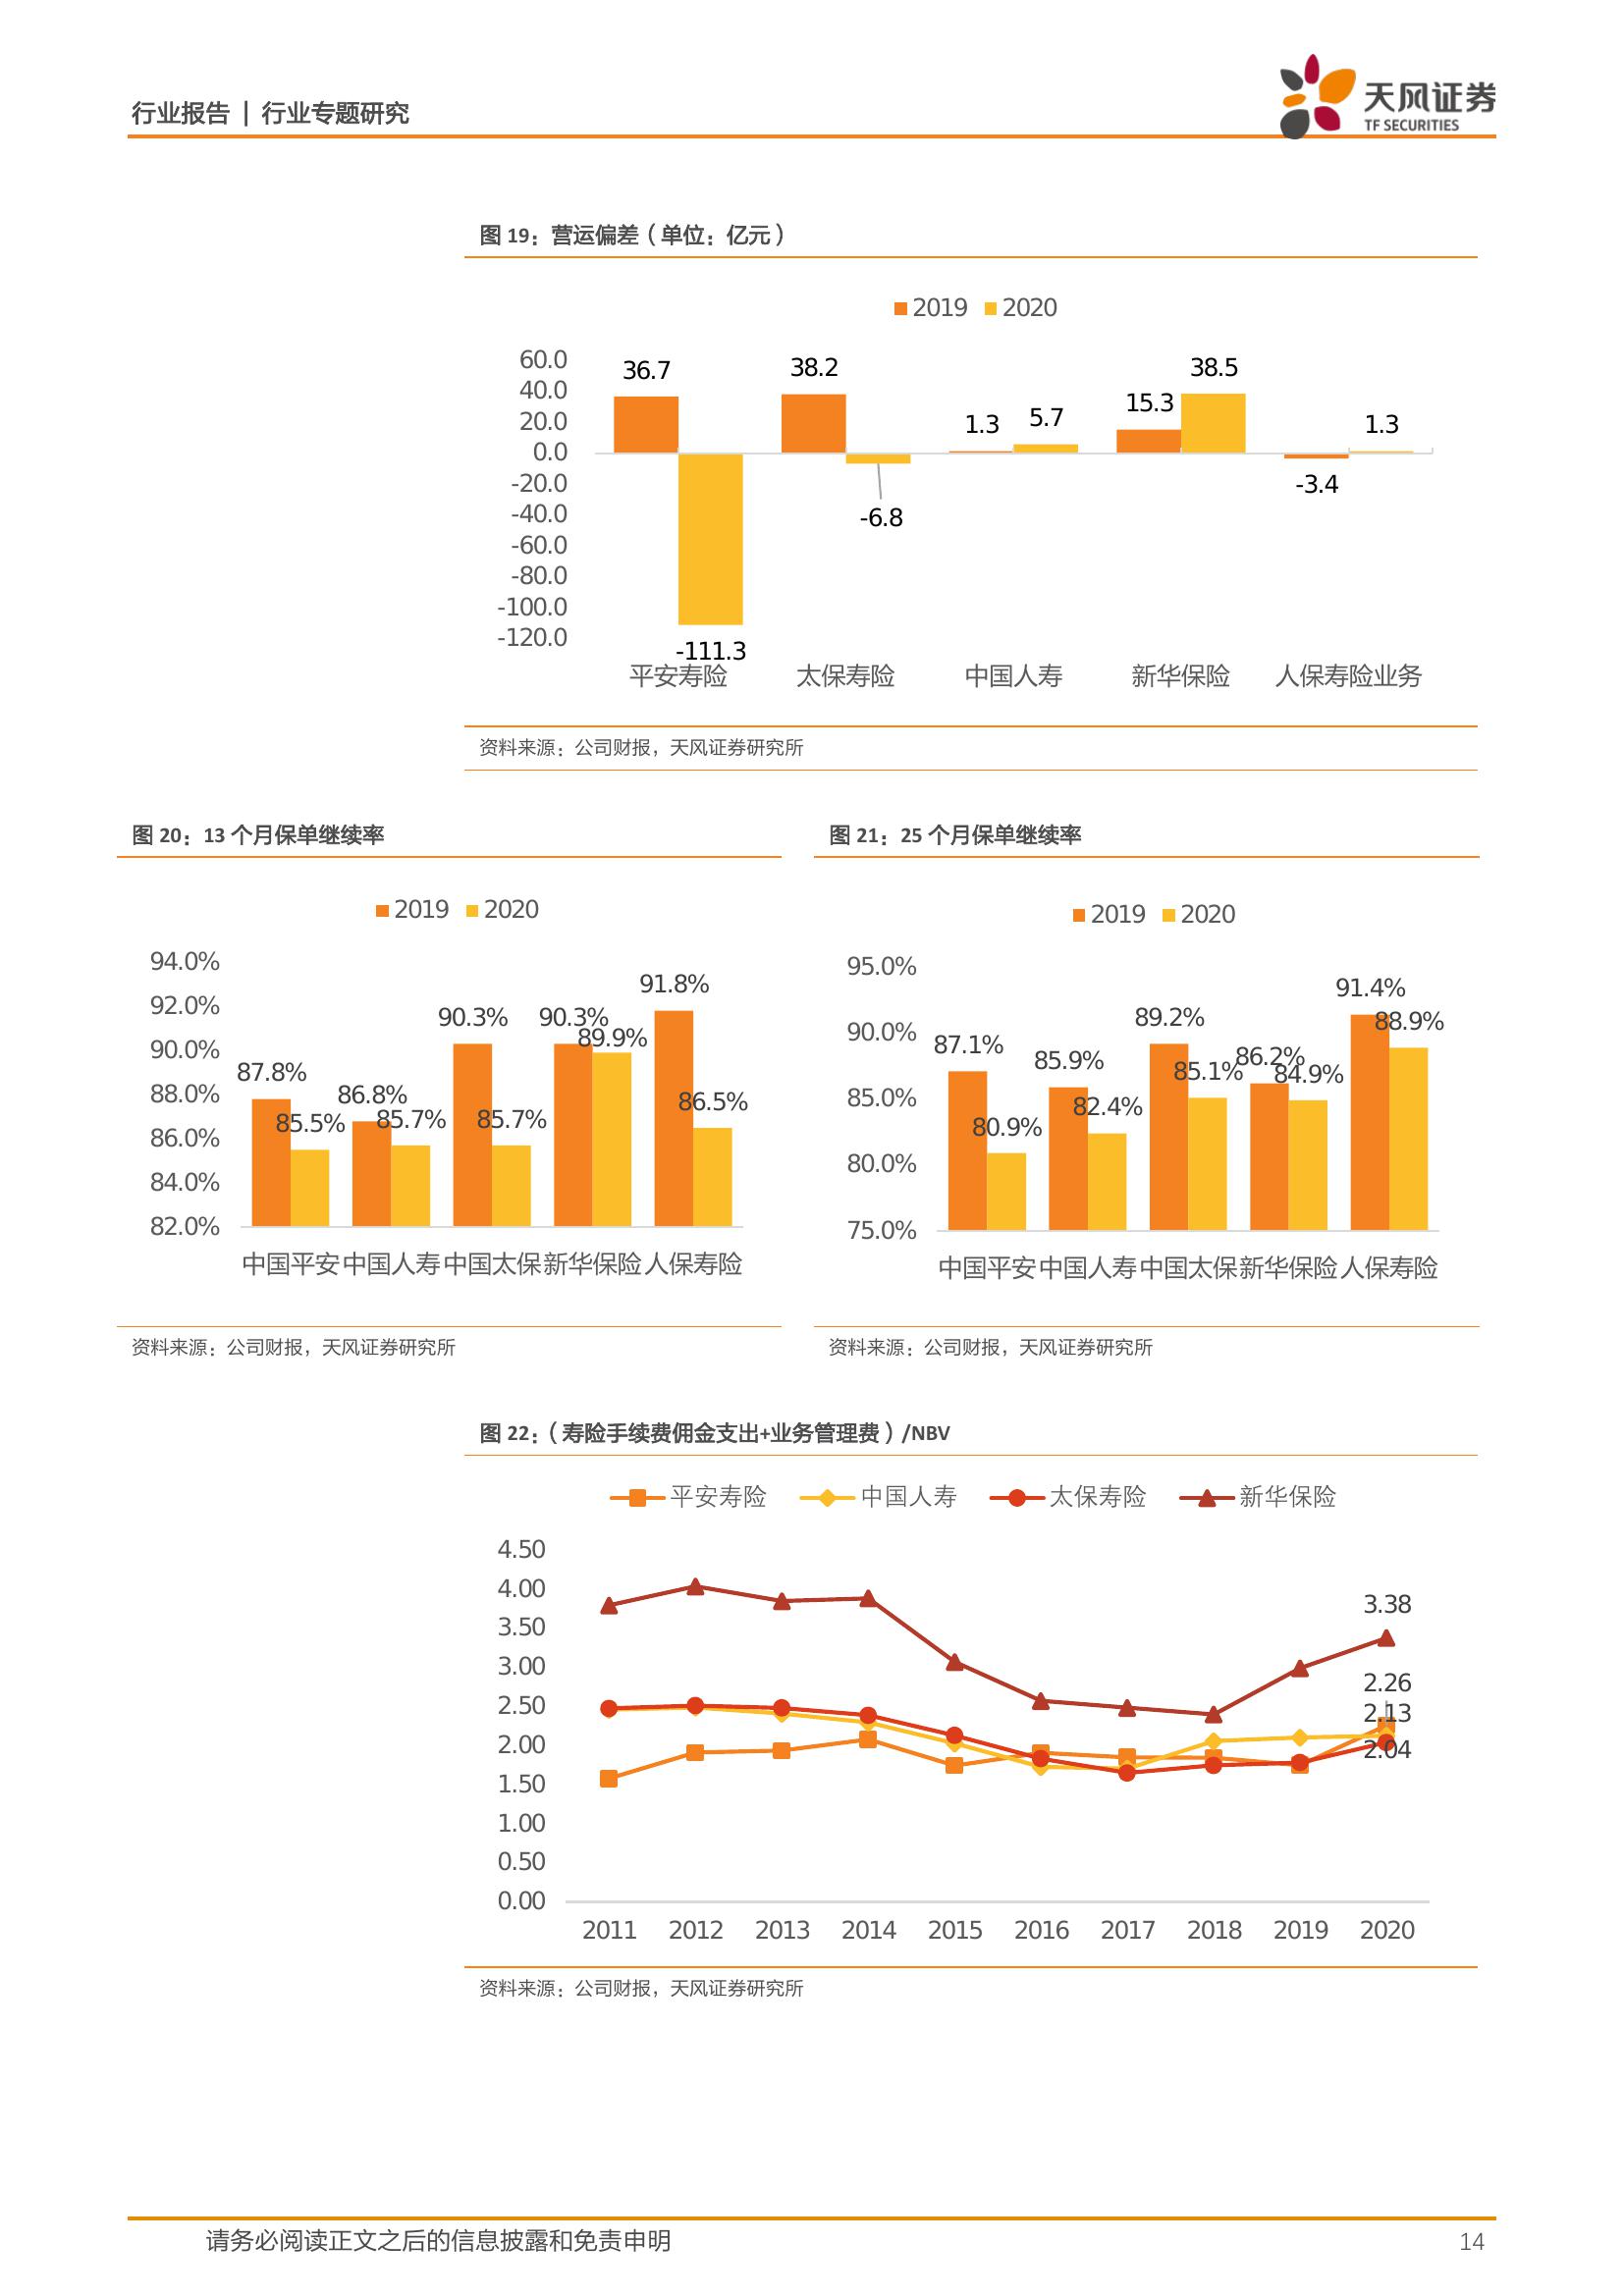 行业报告 | 行业专题研究
天风证券
TF SECURITIES
图 19：营运偏差（单位：亿元）
2019 2020
60.0
40.0
20.0
0.0
-20.0
-40.0
-60.0
-80.0
-100.0
-120.0
36.7 38.2 1.3 5.7 15.3 38.5 1.3
-111.3 -6.8 -3.4
平安寿险 太保寿险 中国人寿 新华保险 人保寿险业务
资料来源：公司财报，天风证券研究所
图 20：13 个月保单继续率
2019 2020
94.0%
92.0%
90.0%
88.0%
86.0%
84.0%
82.0%
87.8% 86.8% 90.3% 90.3% 91.8%
85.5% 85.7% 85.7% 89.9% 86.5%
中国平安 中国人寿 中国太保 新华保险 人保寿险
资料来源：公司财报，天风证券研究所
图 21：25 个月保单继续率
2019 2020
95.0%
90.0%
85.0%
80.0%
75.0%
87.1% 85.9% 89.2% 86.2% 91.4%
80.9% 82.4% 85.1% 84.9% 88.9%
中国平安 中国人寿 中国太保 新华保险 人保寿险
资料来源：公司财报，天风证券研究所
图 22：（寿险手续费佣金支出+业务管理费）/NBV
平安寿险 中国人寿 太保寿险 新华保险
4.50
4.00
3.50
3.00
2.50
2.00
1.50
1.00
0.50
0.00
3.38
2.26
2.13
2.04
2011 2012 2013 2014 2015 2016 2017 2018 2019 2020
资料来源：公司财报，天风证券研究所
请务必阅读正文之后的信息披露和免责申明 14